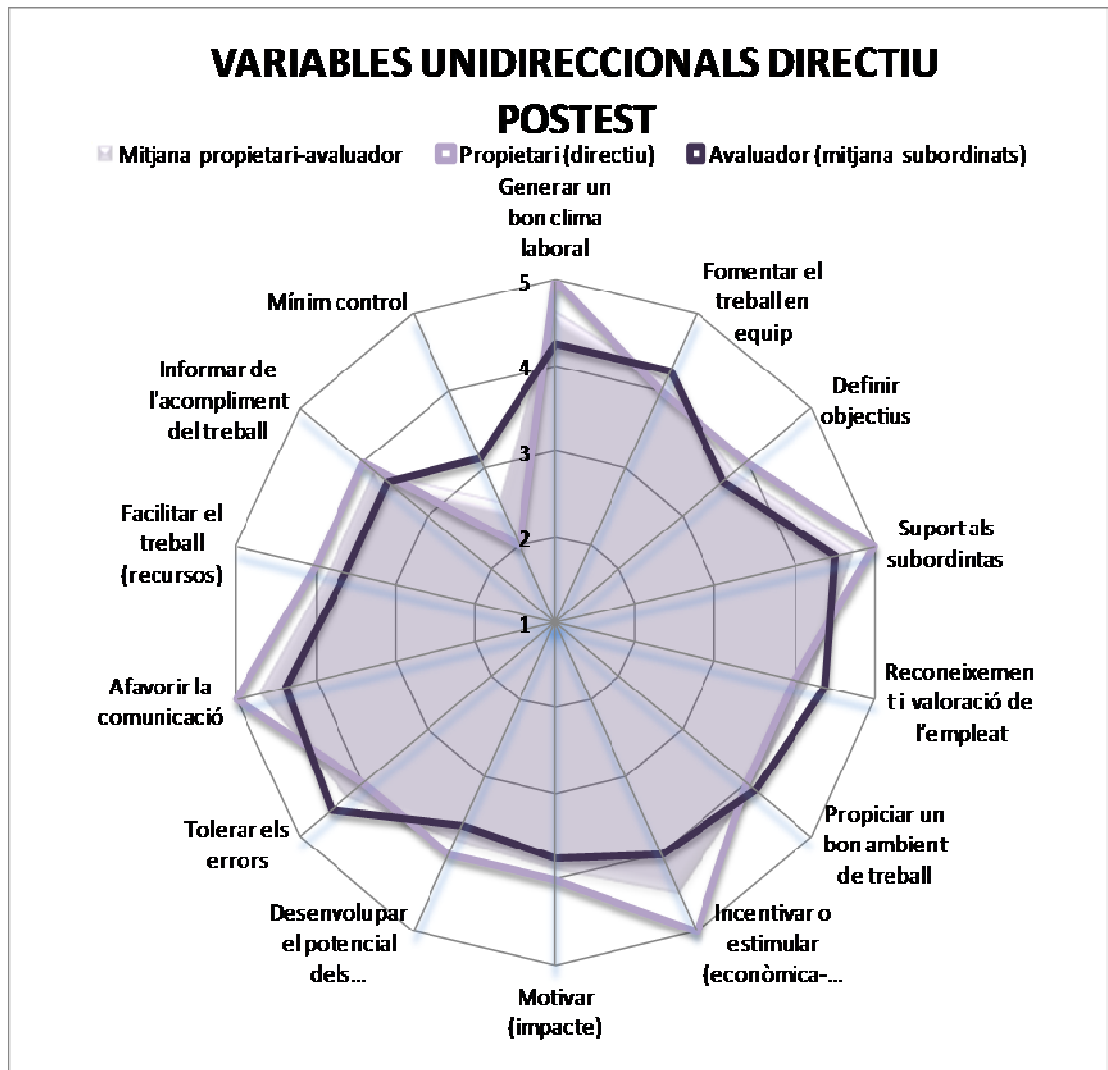 VARIABLES UNIDIRECCIONALS DIRECTIU
POSTEST
Mitjana propietari-avaluador Propietari (directiu) Avaluador (mitjana subordinats)
Generar un
bon clima
laboral
Fomentar el
treball en
equip
Definir
objectius
Suport als
subordintas
Reconeixemen
t i valoració de
l'empleat
Propiciar un
bon ambient
de treball
Incentivar o
estimular
(econòmica-...
Motivar
(impacte)
Desenvolupar
el potencial
dels...
Tolerar els
errors
Afavorir la
comunicació
Facilitar el
treball
(recursos)
Informar de
l'acompliment
del treball
Mínim control
5
4
3
2
1